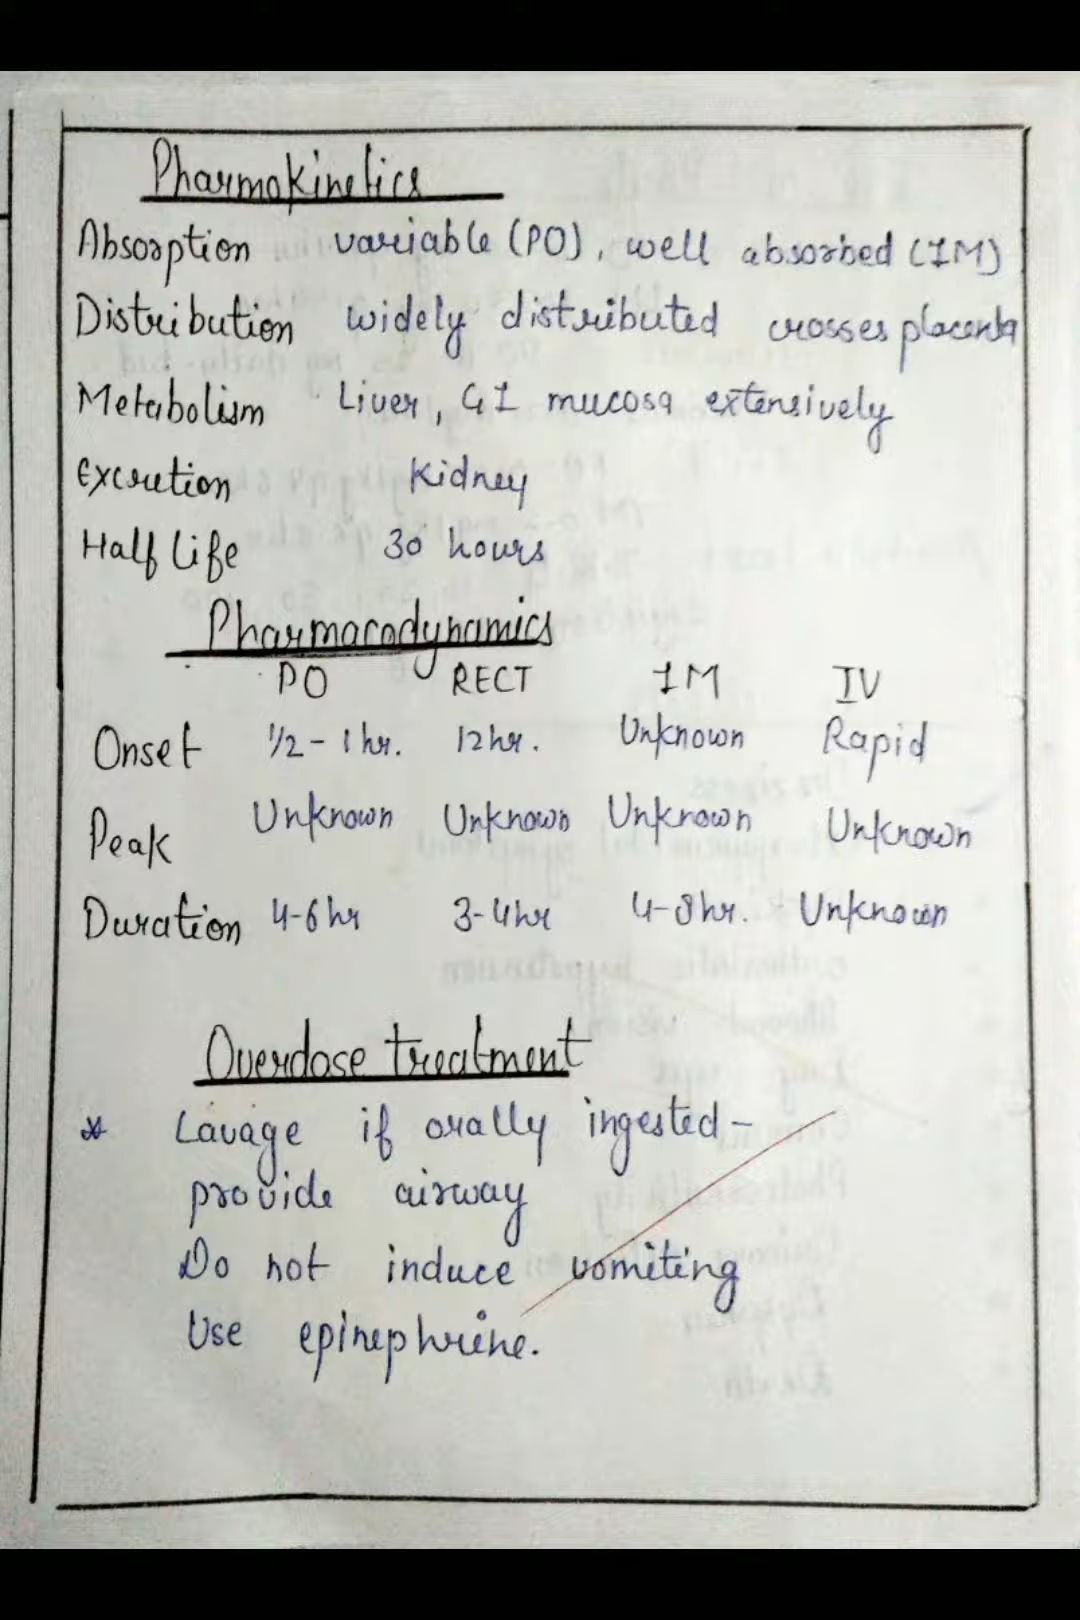 Pharmokinetics
Absorption variable (PO), well absorbed (IM)
Distribution widely distributed crosses placenta
Metabolism Liver, GI mucosa extensively
Excretion Kidney
Half Life 30 hours
Pharmacodynamics
PO RECT IM IV
Onset 1/2 - 1 hr. 12 hr. Unknown Rapid
Peak Unknown Unknown Unknown Unknown
Duration 4-6 hr 3-4 hr 4-8 hr. Unknown
Overdose treatment
* Lavage if orally ingested -
provide airway
Do not induce vomiting
Use epinephrine.